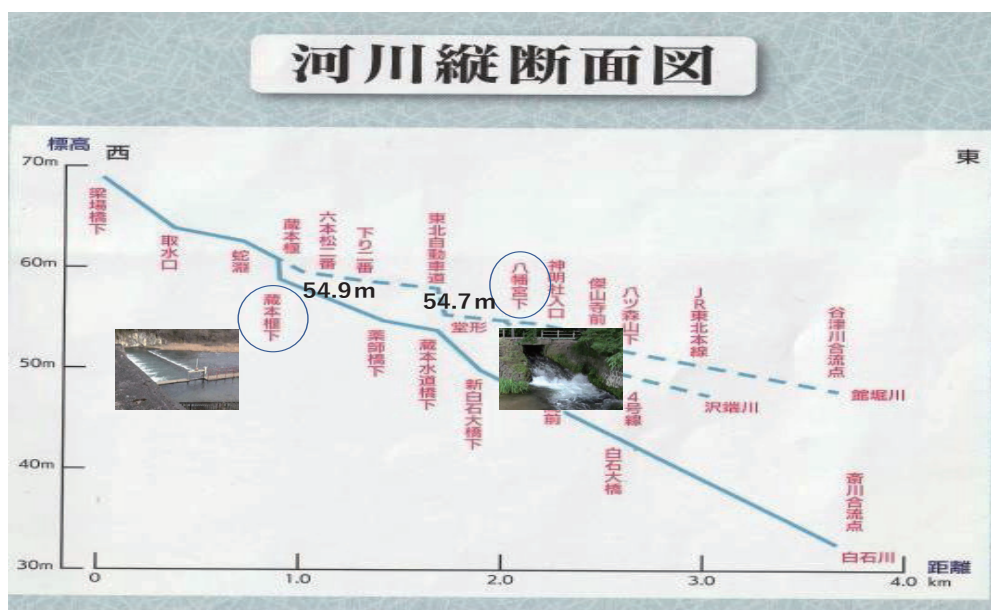 河川縦断面図
標高
西
東
70m
60m
50m
40m
30m
梁場橋下
取水口
蛇淵
蔵本堰
六本松二番
下り二番
東北自動車道
八幡宮下
神明社入口
傑山寺前
八ツ森山下
JR東北本線
谷津川合流点
54.9m
54.7m
蔵本堰下
薬師橋下
蔵本水道橋下
堂形
新白石大橋下
前
4号線
白石大橋
沢端川
館堀川
斎川合流点
白石川
0
1.0
2.0
3.0
4.0 km
距離